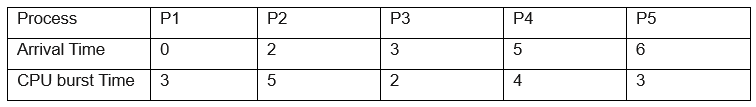 Process P1 P2 P3 P4 P5
Arrival Time 0 2 3 5 6
CPU burst Time 3 5 2 4 3